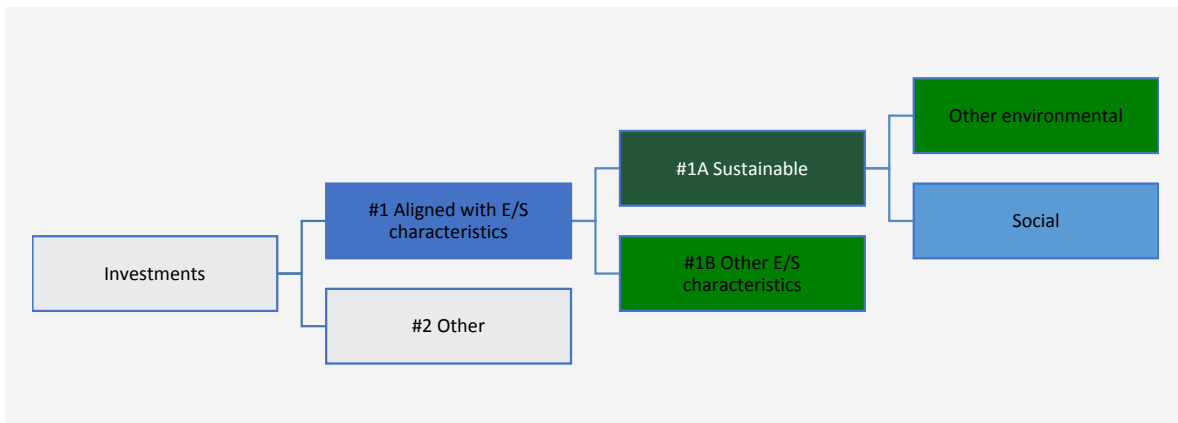 Investments
#1 Aligned with E/S
characteristics
#2 Other
#1A Sustainable
#1B Other E/S
characteristics
Other environmental
Social